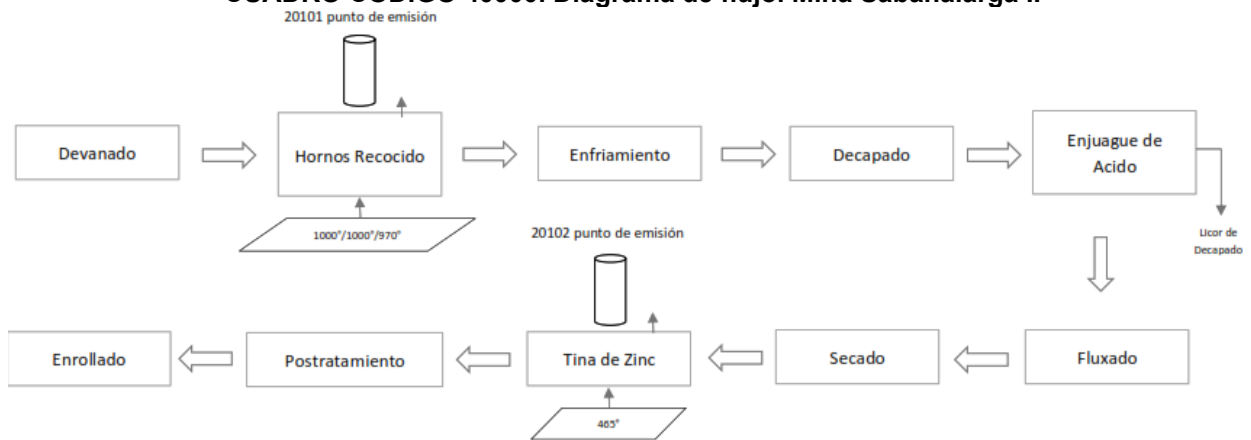 20101 punto de emisión
Devanado
Hornos Recocido
Enfriamiento
Decapado
Enjuague de
Acido
1000°/1000°/970°
Licor de
Decapado
20102 punto de emisión
Enrollado
Postratamiento
Tina de Zinc
Secado
Fluxado
465°